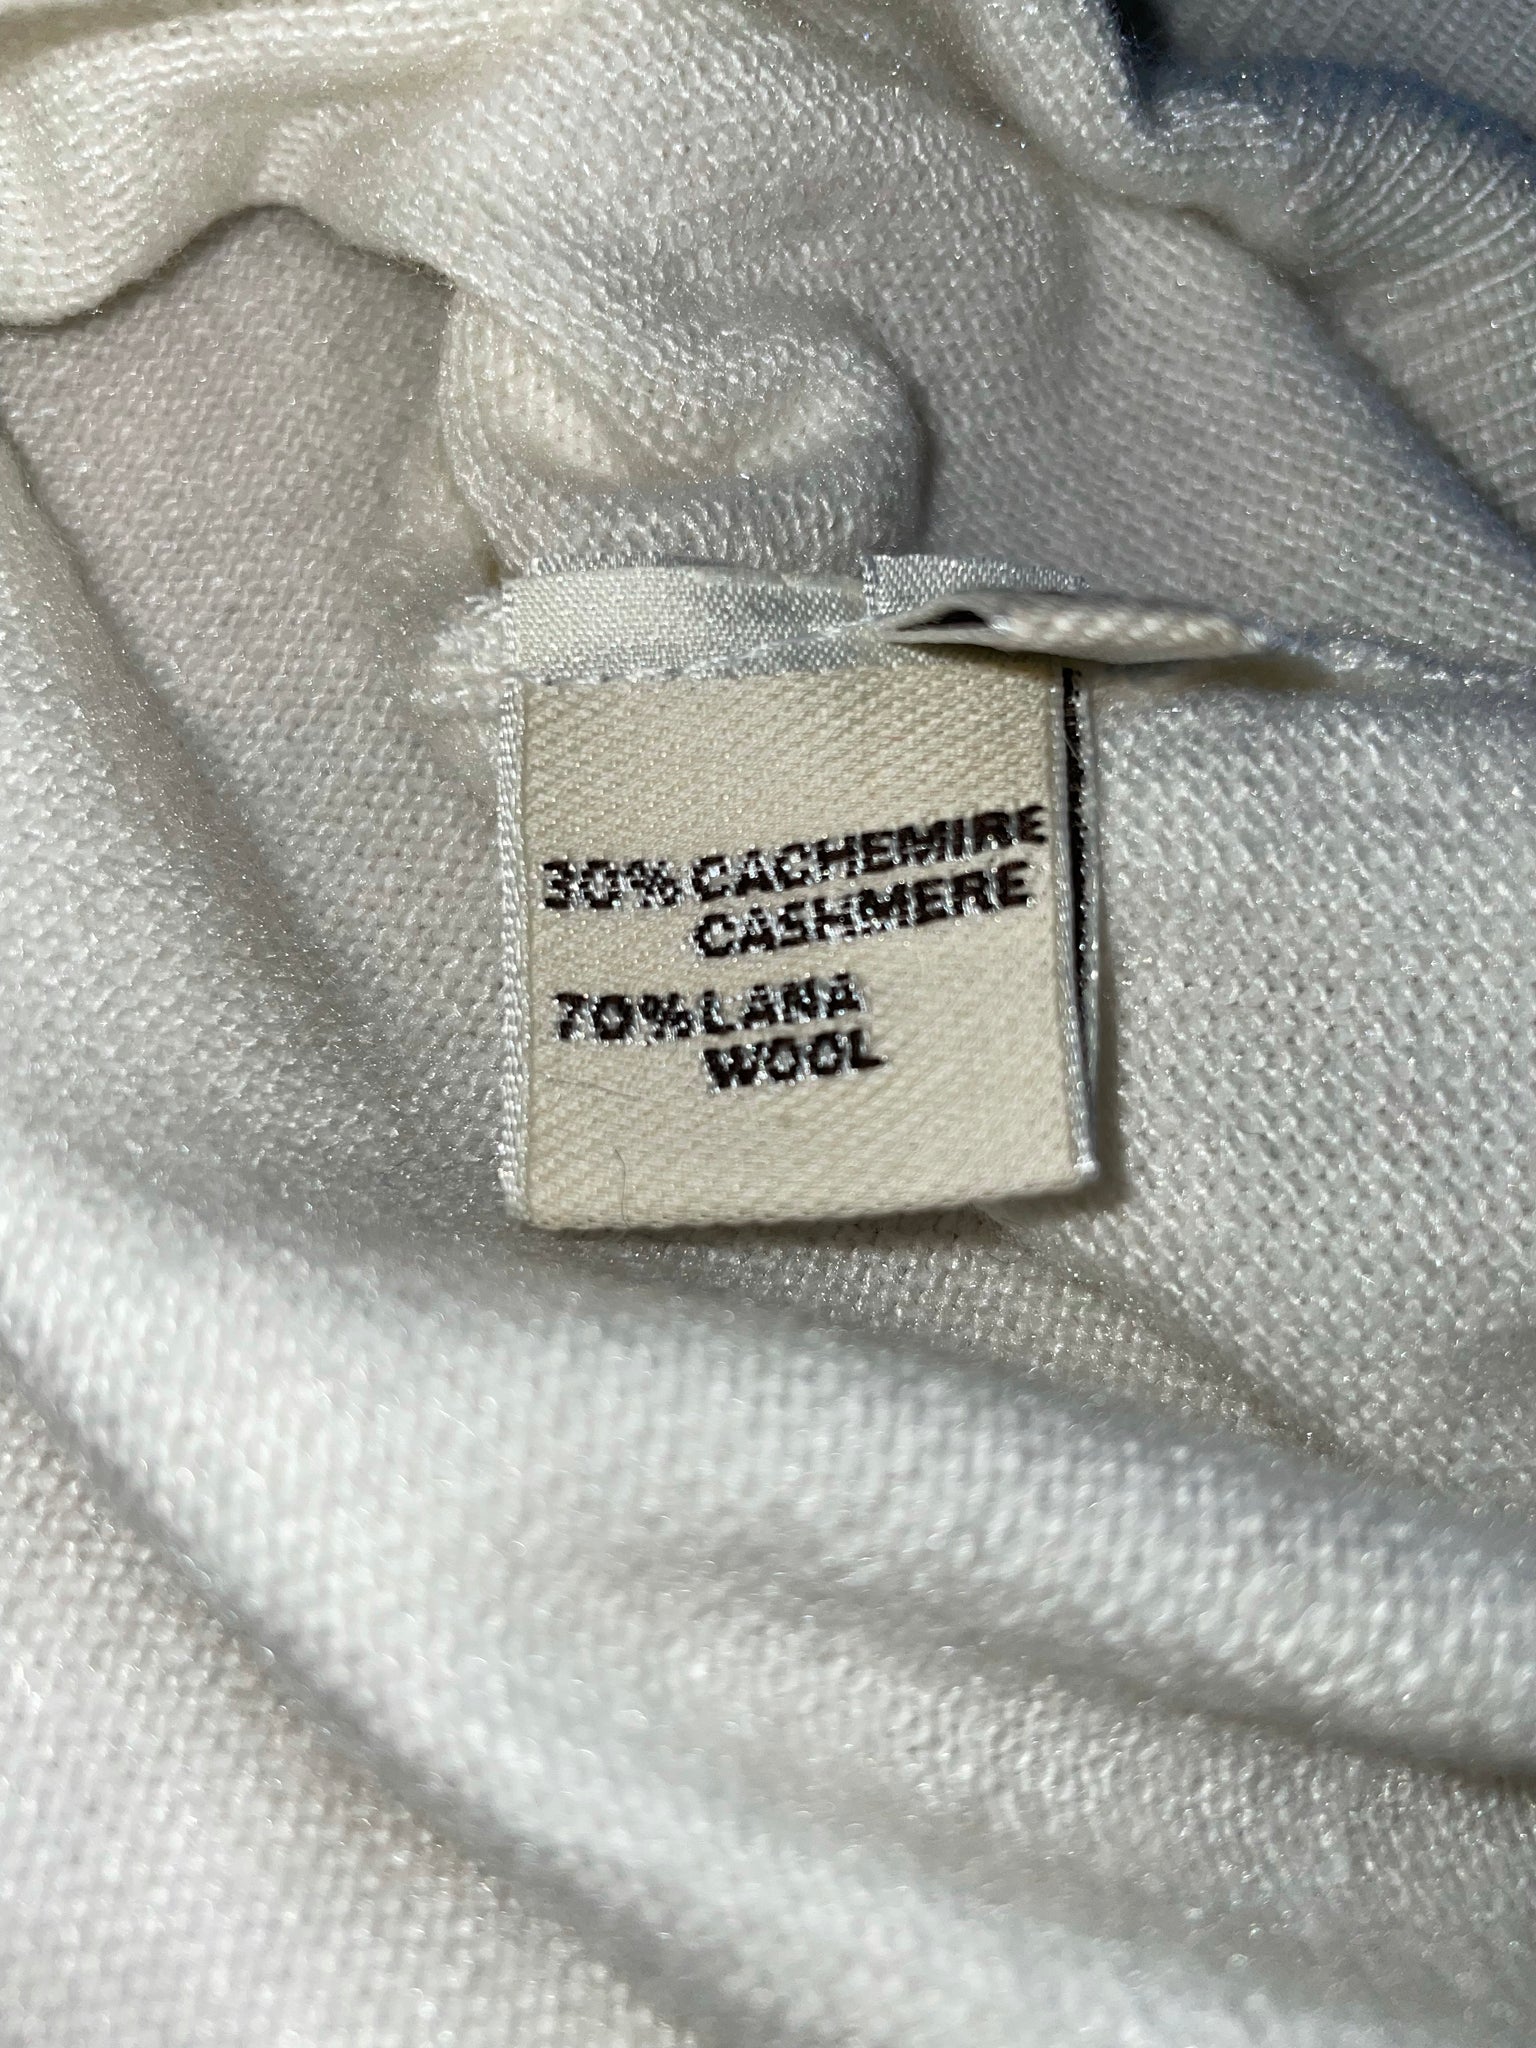 30% CACHEMIRE
CASHMERE
70% LANA
WOOL